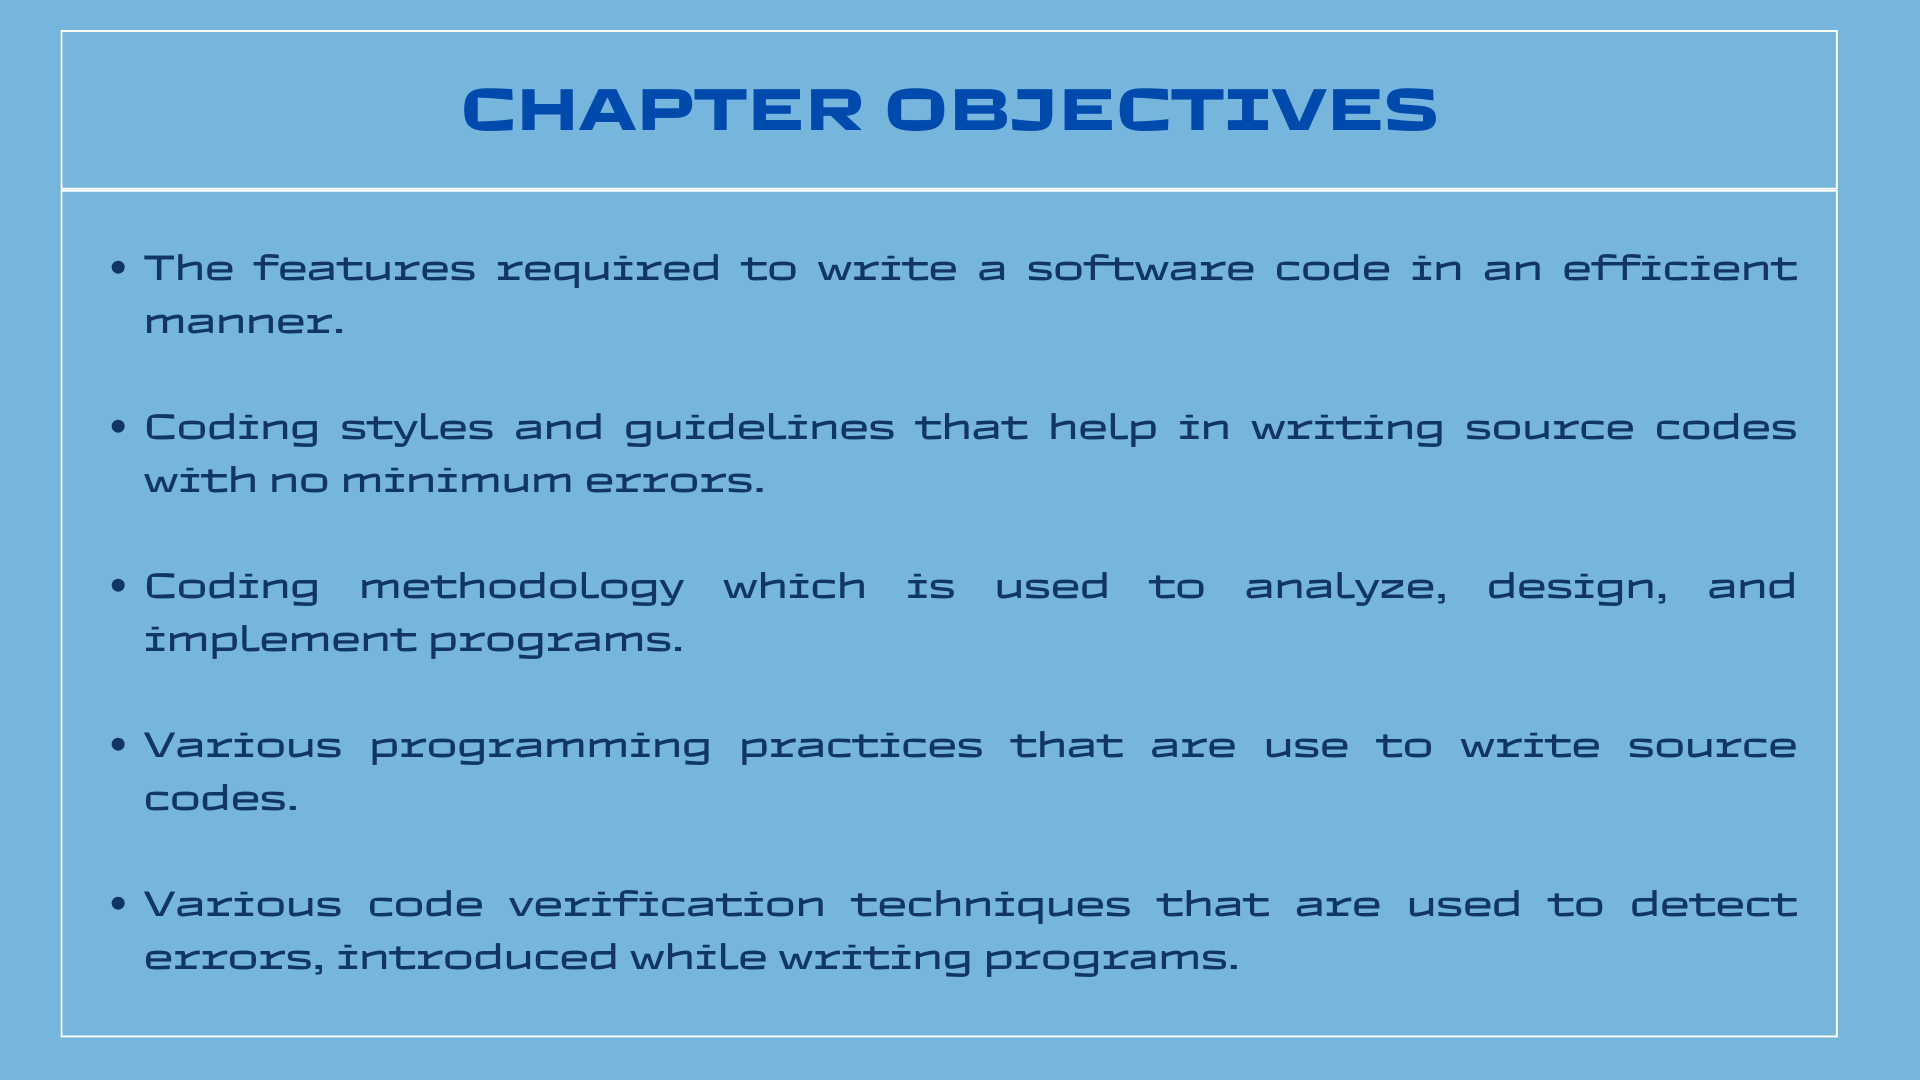 CHAPTER OBJECTIVES
• The features required to write a software code in an efficient
manner.
• Coding styles and guidelines that help in writing source codes
with no minimum errors.
• Coding methodology which is used to analyze, design, and
implement programs.
• Various programming practices that are use to write source
codes.
• Various code verification techniques that are used to detect
errors, introduced while writing programs.